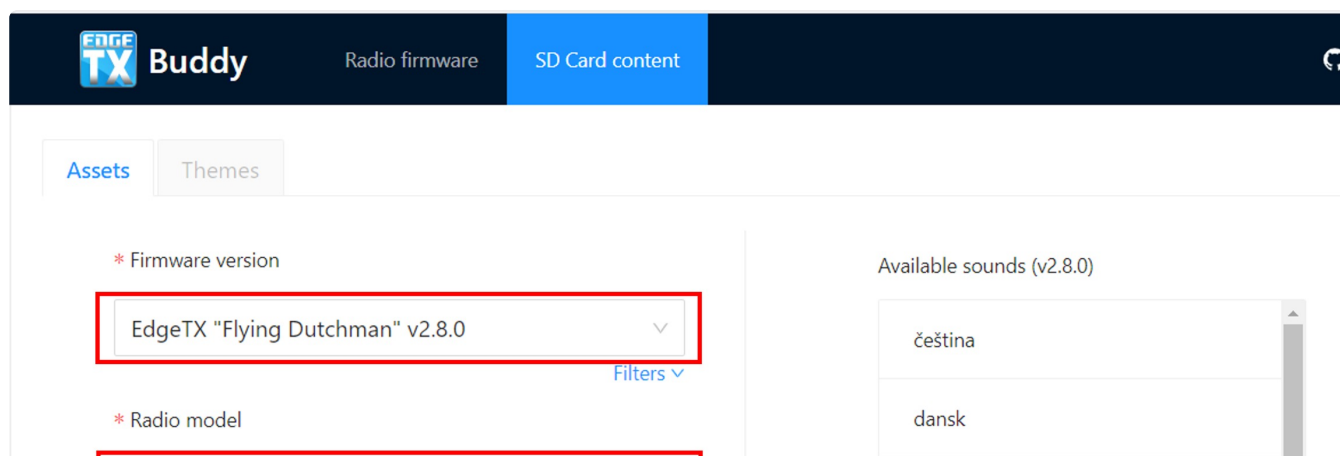 EDGE TX Buddy Radio firmware SD Card content
Assets Themes
* Firmware version
EdgeTX "Flying Dutchman" v2.8.0
Filters
* Radio model
Available sounds (v2.8.0)
čeština
dansk